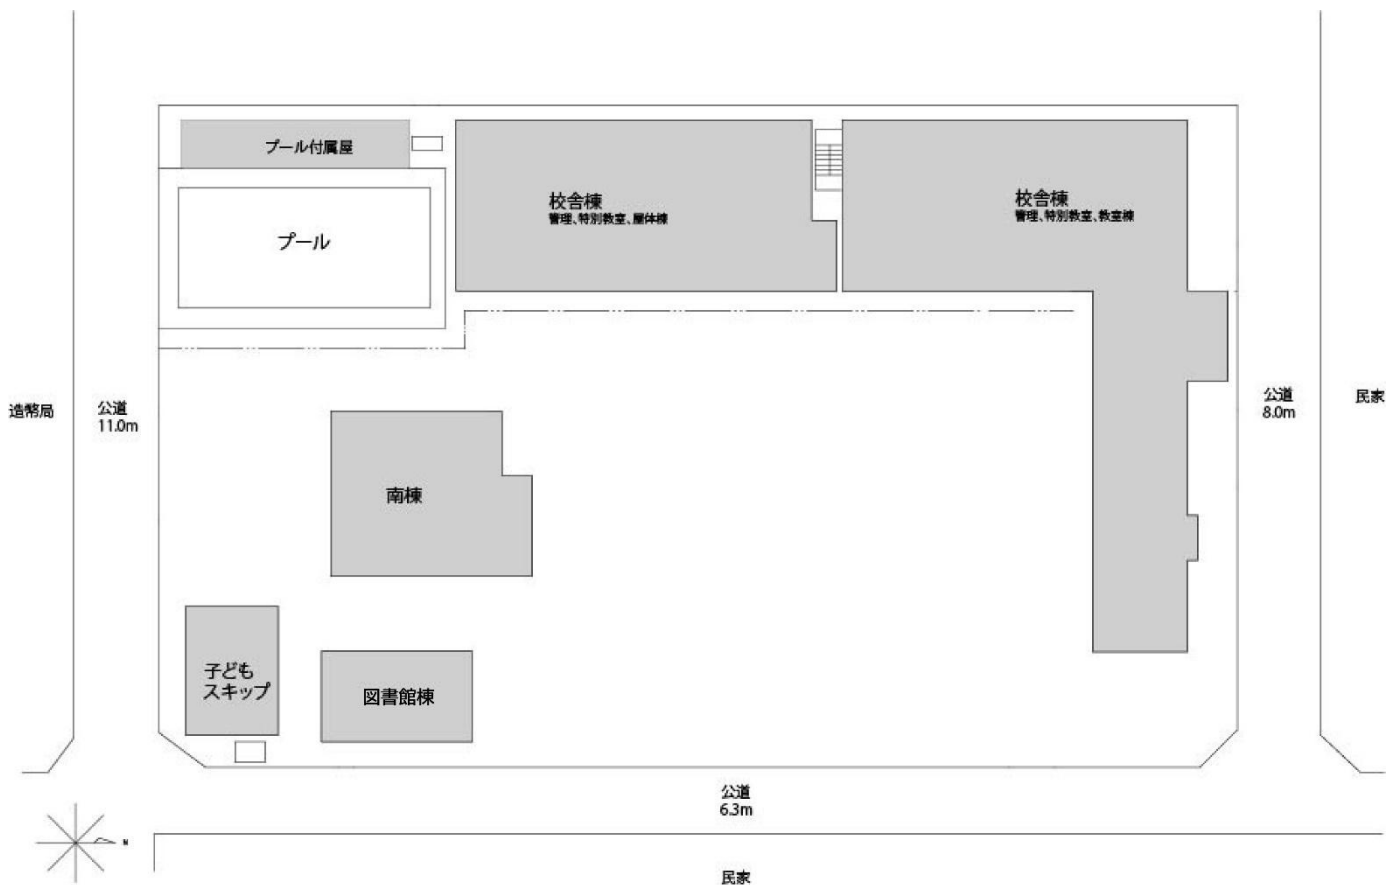 プール付属屋
プール
校舎棟
管理、特別教室、屋体棟
校舎棟
管理、特別教室、教室棟
造幣局
公道
11.0m
公道
8.0m
民家
南棟
子ども
スキップ
図書館棟
公道
6.3m
N
民家